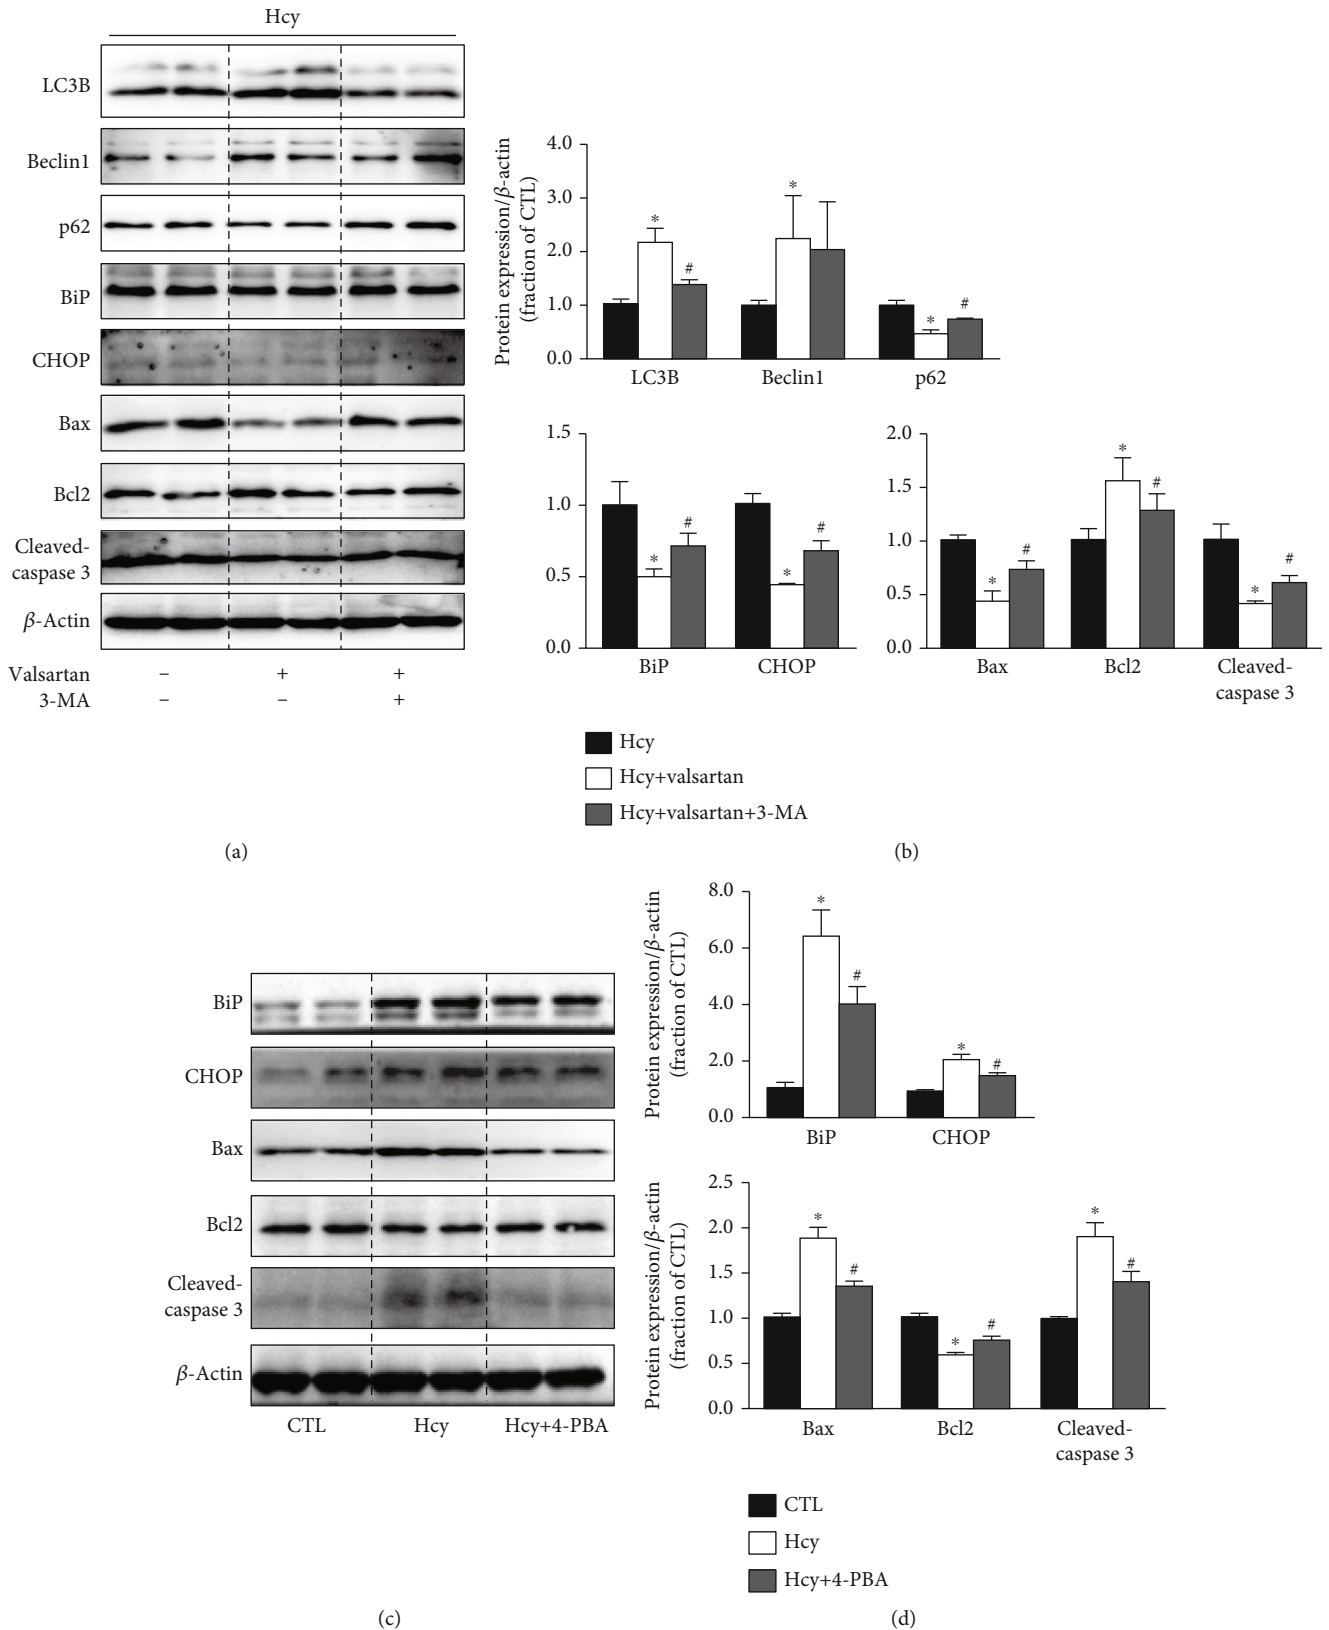 Hcy
LC3B
Beclin1
p62
BiP
CHOP
Bax
Bcl2
Cleaved-
caspase 3
β-Actin
Valsartan – + +
3-MA – – +
(a)
Protein expression/β-actin
(fraction of CTL)
4.0
3.0
2.0
1.0
0.0
* # * * #
LC3B Beclin1 p62
1.5
1.0
0.5
0.0
* # * #
BiP CHOP
2.0
1.5
1.0
0.5
0.0
* # * # * #
Bax Bcl2 Cleaved-
caspase 3
Hcy
Hcy+valsartan
Hcy+valsartan+3-MA
(b)
BiP
CHOP
Bax
Bcl2
Cleaved-
caspase 3
β-Actin
CTL Hcy Hcy+4-PBA
(c)
Protein expression/β-actin
(fraction of CTL)
8.0
6.0
4.0
2.0
0.0
* # * #
BiP CHOP
Protein expression/β-actin
(fraction of CTL)
2.5
2.0
1.5
1.0
0.5
0.0
* # * # * #
Bax Bcl2 Cleaved-
caspase 3
CTL
Hcy
Hcy+4-PBA
(d)